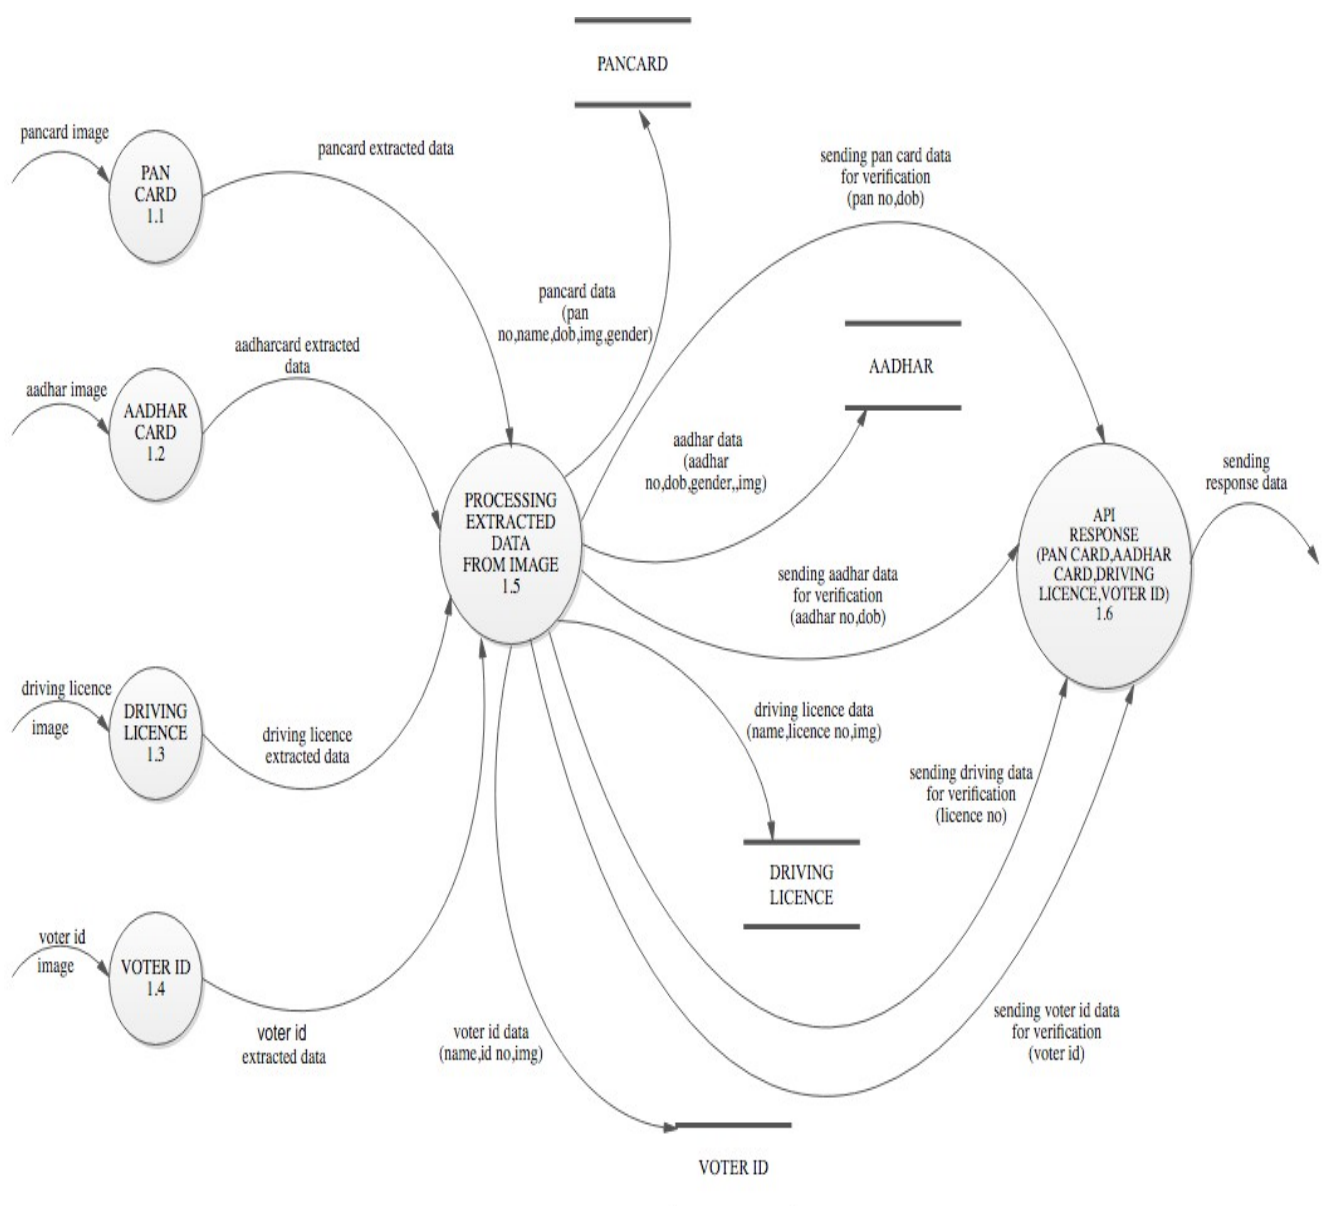 PANCARD
pancard image
PAN
CARD
1.1
pancard extracted data
sending pan card data
for verification
(pan no,dob)
pancard data
(pan
no,name,dob,img,gender)
aadharcard extracted
data
AADHAR
aadhar image
AADHAR
CARD
1.2
aadhar data
(aadhar
no,dob,gender,,img)
sending
response data
PROCESSING
EXTRACTED
DATA
FROM IMAGE
1.5
API
RESPONSE
(PAN CARD,AADHAR
CARD,DRIVING
LICENCE,VOTER ID)
1.6
sending aadhar data
for verification
(aadhar no,dob)
driving licence
image
DRIVING
LICENCE
1.3
driving licence
extracted data
driving licence data
(name,licence no,img)
sending driving data
for verification
(licence no)
DRIVING
LICENCE
voter id
image
VOTER ID
1.4
voter id
extracted data
voter id data
(name,id no,img)
sending voter id data
for verification
(voter id)
VOTER ID